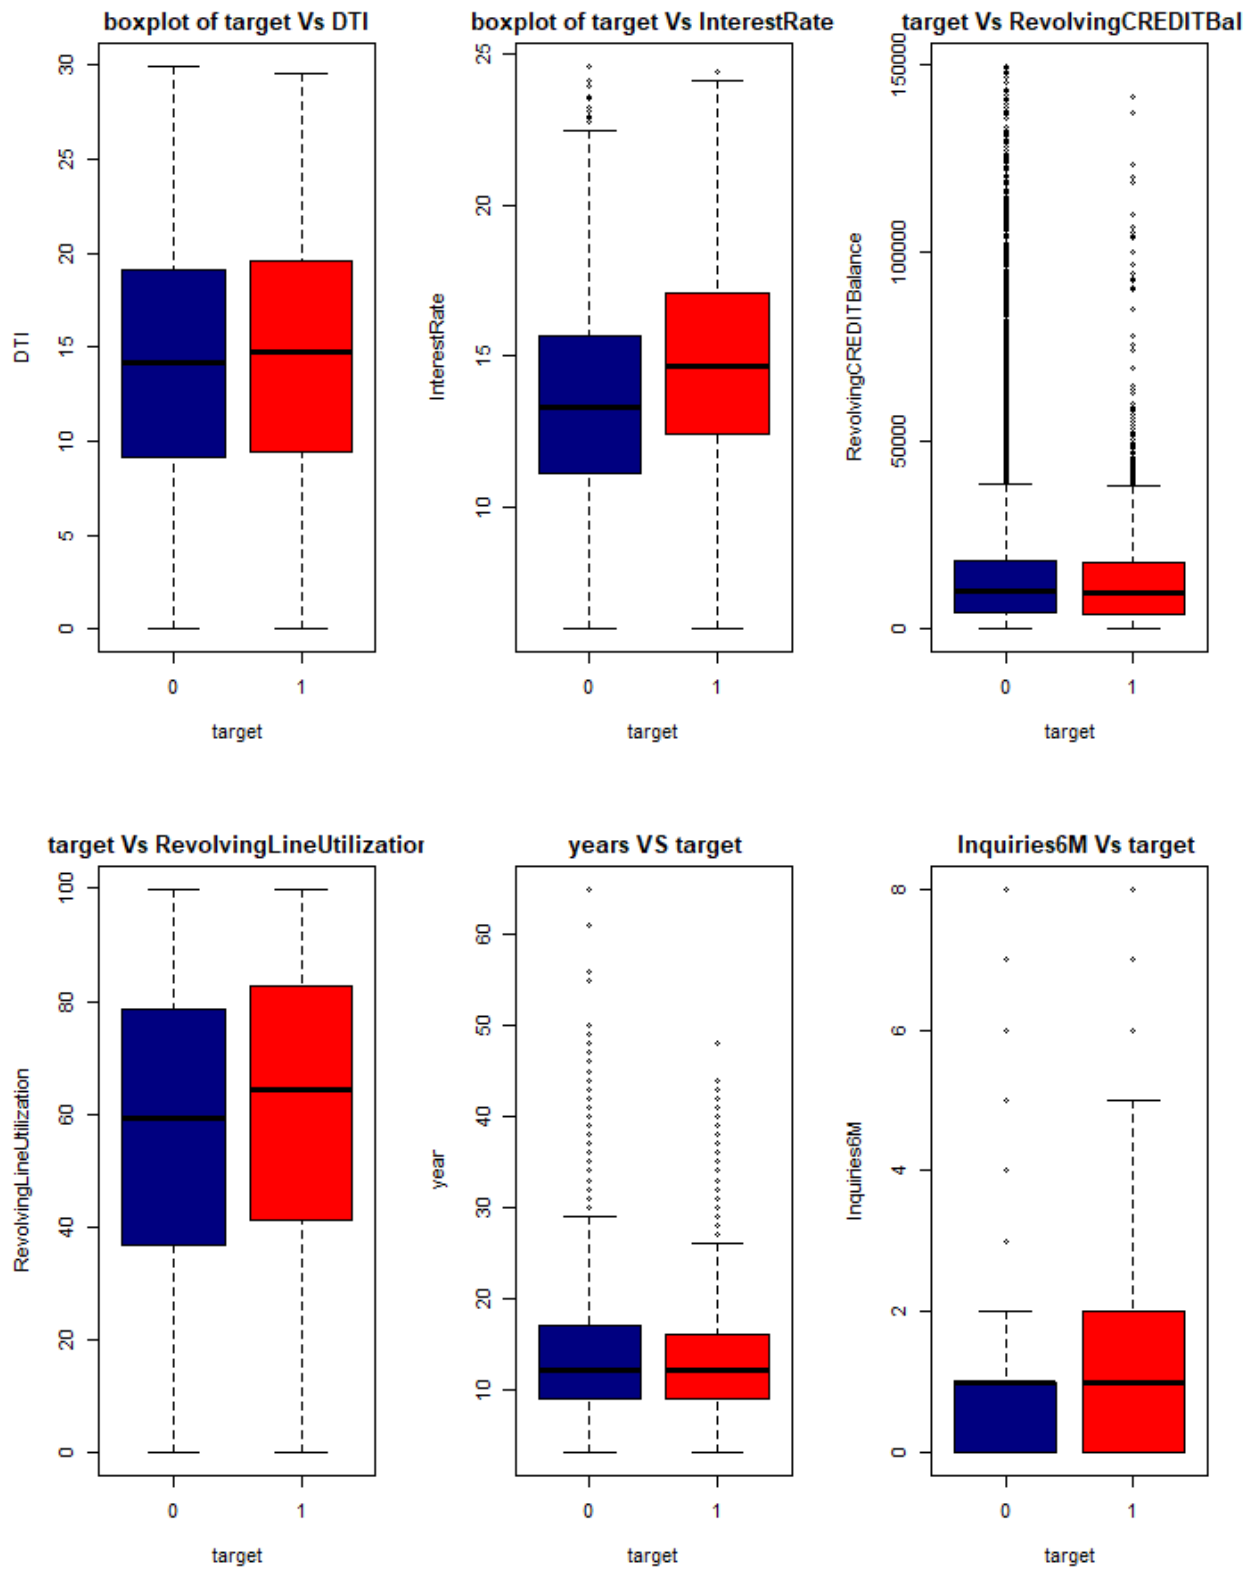 boxplot of target Vs DTI
DTI
0
5
10
15
20
25
30
0 1
target
boxplot of target Vs InterestRate
InterestRate
10
15
20
25
0 1
target
target Vs RevolvingCREDITBal
RevolvingCREDITBalance
0
50000
100000
150000
0 1
target
target Vs RevolvingLineUtilization
RevolvingLineUtilization
0
20
40
60
80
100
0 1
target
years VS target
year
10
20
30
40
50
60
0 1
target
Inquiries6M Vs target
Inquiries6M
0
2
4
6
8
0 1
target